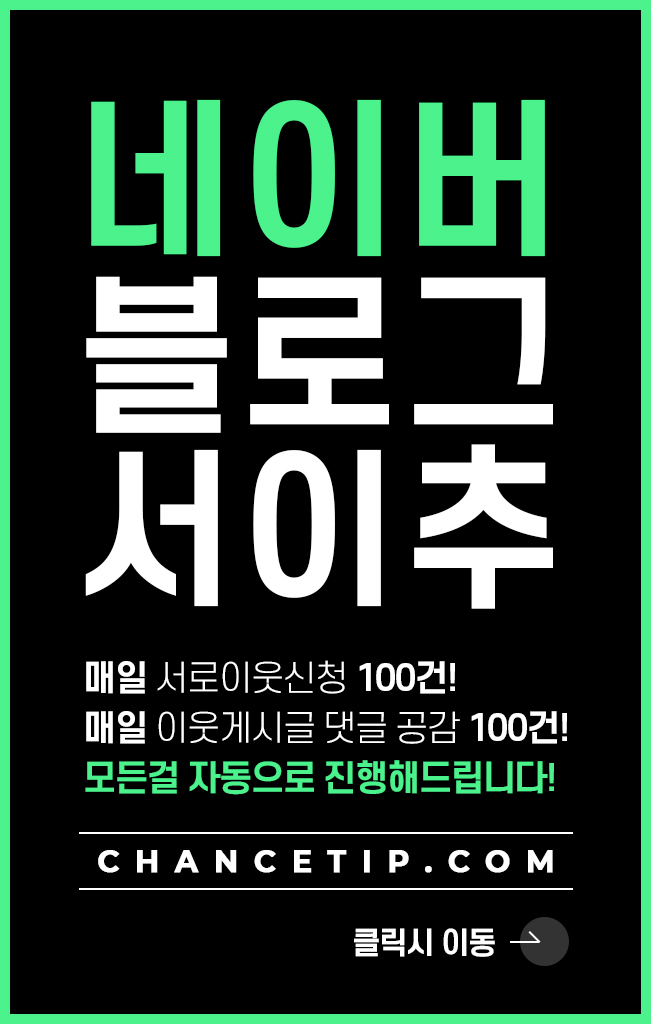 네이버
블로그
서이추
매일 서로이웃신청 100건!
매일 이웃게시글 댓글 공감 100건!
모든걸 자동으로 진행해드립니다!
CHANCETIP.COM
클릭시 이동